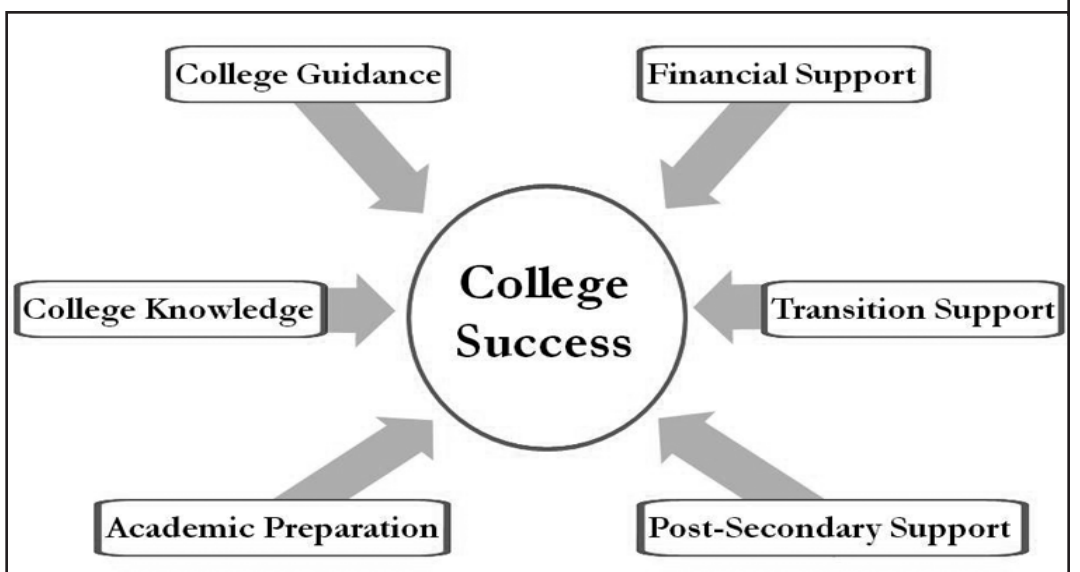 College Guidance
Financial Support
College Knowledge
College
Success
Transition Support
Academic Preparation
Post-Secondary Support